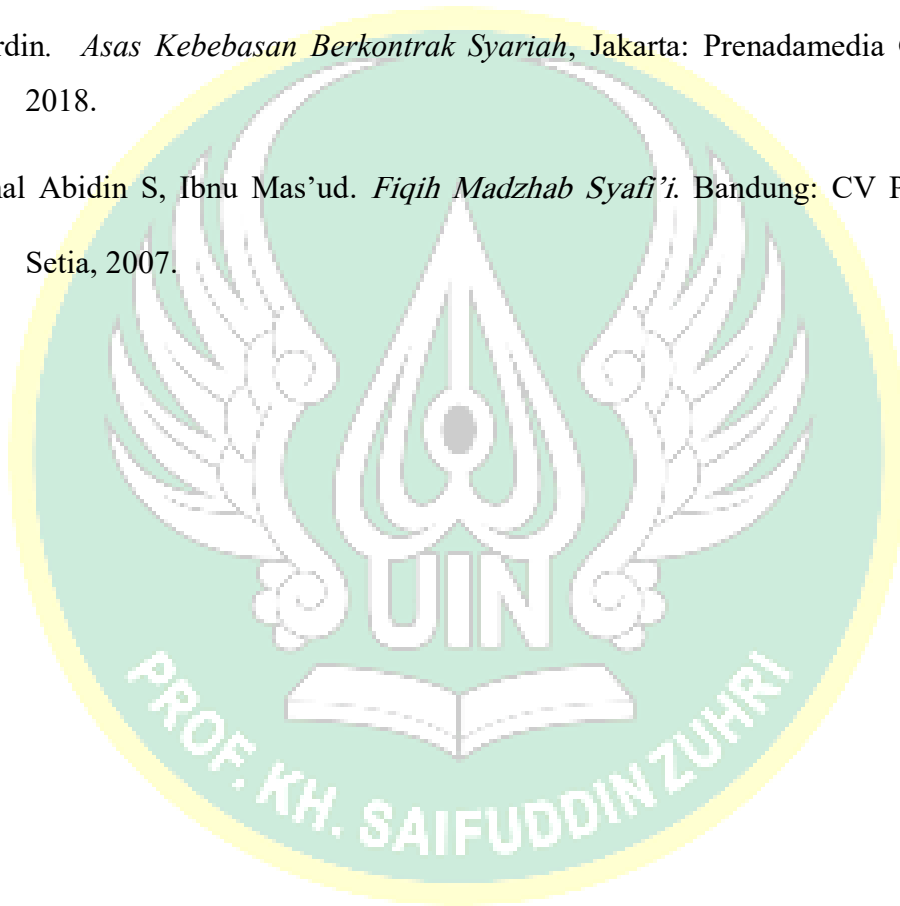 rdin. Asas Kebebasan Berkontrak Syariah, Jakarta: Prenadamedia
2018.
nal Abidin S, Ibnu Mas’ud. Fiqih Madzhab Syafi’i. Bandung: CV P
Setia, 2007.
UIN
PROF. KH. SAIFUDDIN ZUHRI